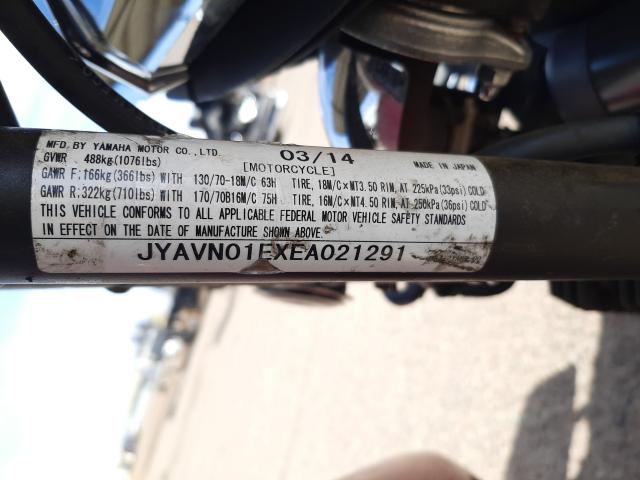 MFD. BY YAMAHA MOTOR CO., LTD. 03/14
GVWR 488kg(1076lbs) [MOTORCYCLE] MADE IN JAPAN
GAWR F:166kg(366lbs) WITH 130/70-18M/C 63H TIRE, 18M/C×MT3.50 RIM, AT 225kPa(33psi) COLD
GAWR R:322kg(710lbs) WITH 170/70B16M/C 75H TIRE, 16M/C×MT4.50 RIM, AT 250kPa(36psi) COLD
THIS VEHICLE CONFORMS TO ALL APPLICABLE FEDERAL MOTOR VEHICLE SAFETY STANDARDS
IN EFFECT ON THE DATE OF MANUFACTURE SHOWN ABOVE.
JYAVN01EXEA021291